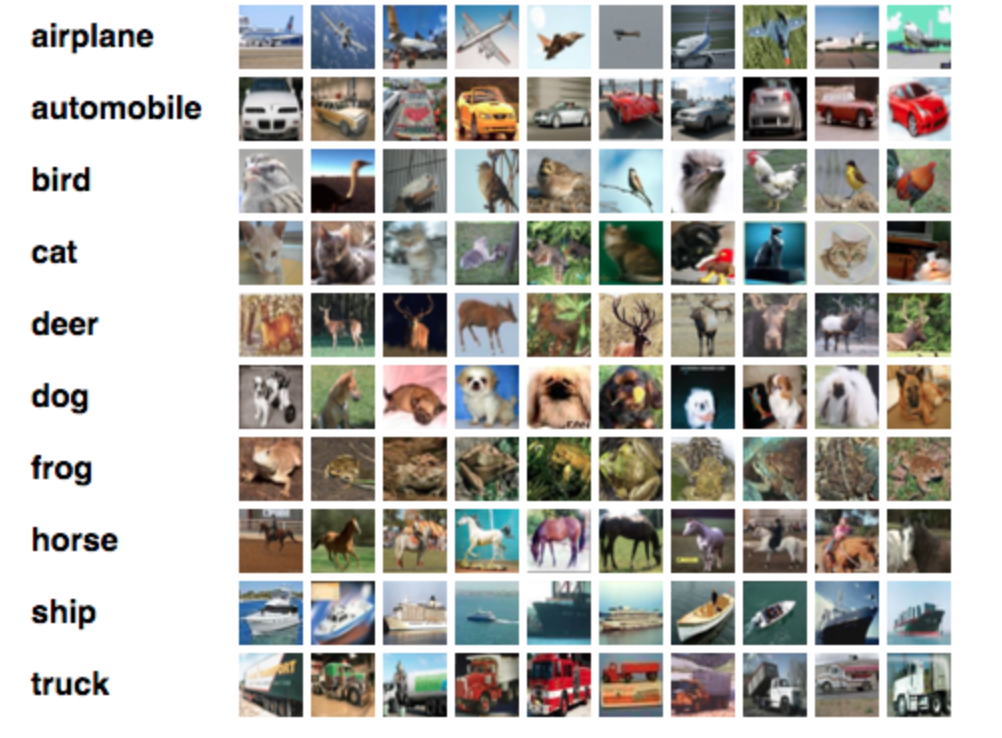 airplane
automobile
bird
cat
deer
dog
frog
horse
ship
truck